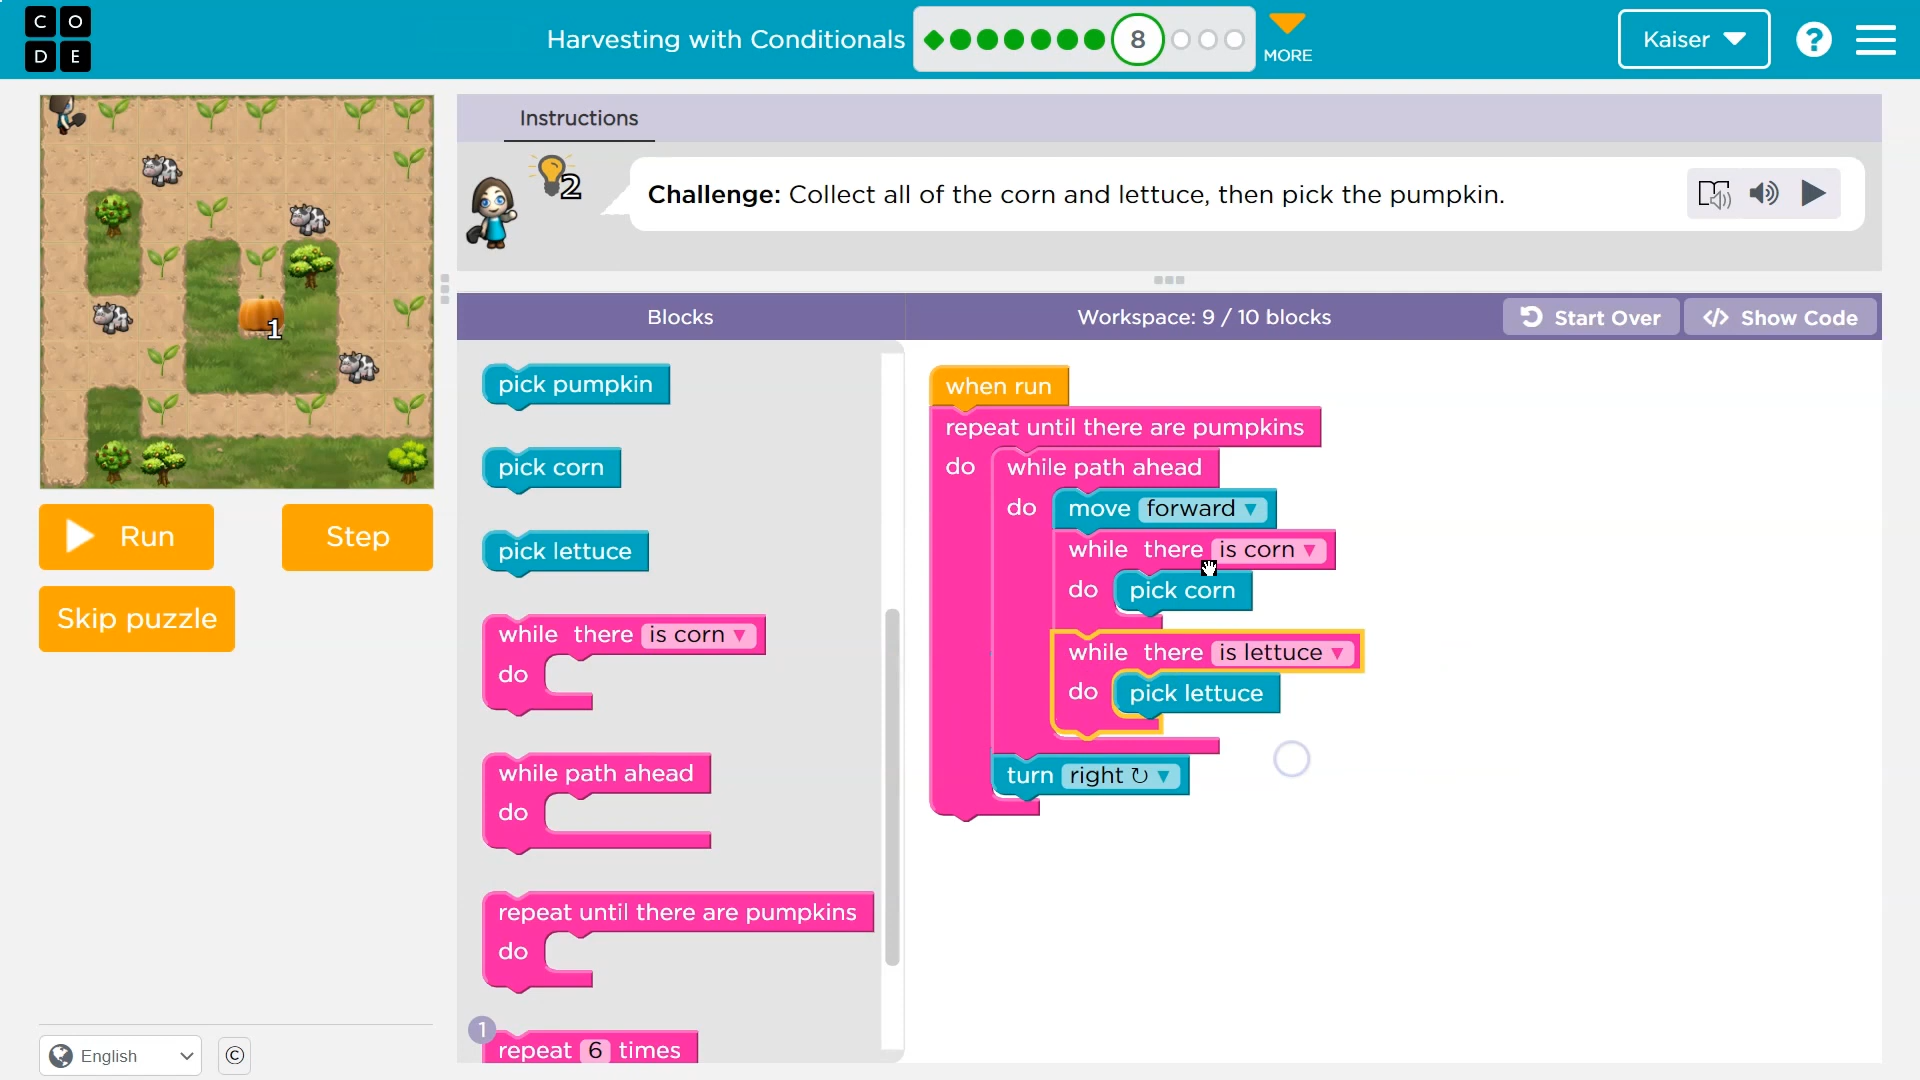 C O
D E
Harvesting with Conditionals
8
MORE
Kaiser
?
Instructions
2
Challenge: Collect all of the corn and lettuce, then pick the pumpkin.
1
Blocks
Workspace: 9 / 10 blocks
Start Over
</> Show Code
pick pumpkin
pick corn
pick lettuce
while there is corn
do
while path ahead
do
repeat until there are pumpkins
do
1
repeat 6 times
when run
repeat until there are pumpkins
do while path ahead
do move forward
while there is corn
do pick corn
while there is lettuce
do pick lettuce
turn right ↻
Run
Step
Skip puzzle
English
©